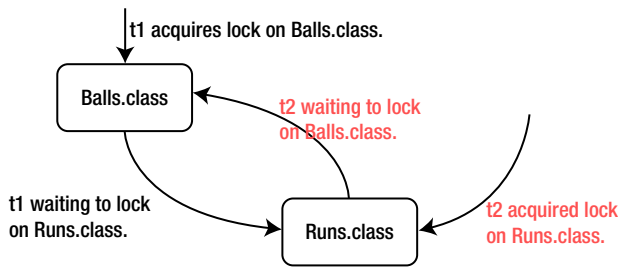 t1 acquires lock on Balls.class.
Balls.class
t2 waiting to lock
on Balls.class.
t1 waiting to lock
on Runs.class.
Runs.class
t2 acquired lock
on Runs.class.